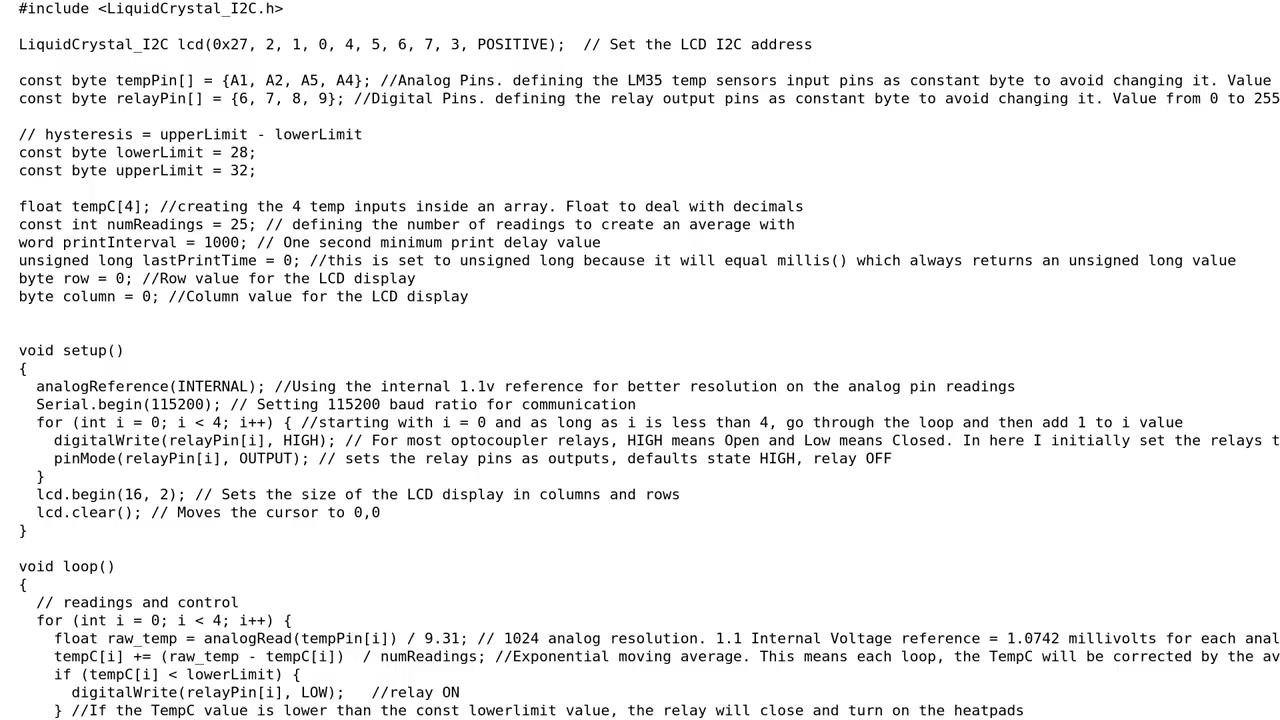 #include <LiquidCrystal_I2C.h>
LiquidCrystal_I2C lcd(0x27, 2, 1, 0, 4, 5, 6, 7, 3, POSITIVE);  // Set the LCD I2C address
const byte tempPin[] = {A1, A2, A5, A4}; //Analog Pins. defining the LM35 temp sensors input pins as constant byte to avoid changing it. Value
const byte relayPin[] = {6, 7, 8, 9}; //Digital Pins. defining the relay output pins as constant byte to avoid changing it. Value from 0 to 255
// hysteresis = upperLimit - lowerLimit
const byte lowerLimit = 28;
const byte upperLimit = 32;
float tempC[4]; //creating the 4 temp inputs inside an array. Float to deal with decimals
const int numReadings = 25; // defining the number of readings to create an average with
word printInterval = 1000; // One second minimum print delay value
unsigned long lastPrintTime = 0; //this is set to unsigned long because it will equal millis() which always returns an unsigned long value
byte row = 0; //Row value for the LCD display
byte column = 0; //Column value for the LCD display
void setup()
{
  analogReference(INTERNAL); //Using the internal 1.1v reference for better resolution on the analog pin readings
  Serial.begin(115200); // Setting 115200 baud ratio for communication
  for (int i = 0; i < 4; i++) { //starting with i = 0 and as long as i is less than 4, go through the loop and then add 1 to i value
    digitalWrite(relayPin[i], HIGH); // For most optocoupler relays, HIGH means Open and Low means Closed. In here I initially set the relays t
    pinMode(relayPin[i], OUTPUT); // sets the relay pins as outputs, defaults state HIGH, relay OFF
  }
  lcd.begin(16, 2); // Sets the size of the LCD display in columns and rows
  lcd.clear(); // Moves the cursor to 0,0
}
void loop()
{
  // readings and control
  for (int i = 0; i < 4; i++) {
    float raw_temp = analogRead(tempPin[i]) / 9.31; // 1024 analog resolution. 1.1 Internal Voltage reference = 1.0742 millivolts for each anal
    tempC[i] += (raw_temp - tempC[i])  / numReadings; //Exponential moving average. This means each loop, the TempC will be corrected by the av
    if (tempC[i] < lowerLimit) {
      digitalWrite(relayPin[i], LOW);   //relay ON
    } //If the TempC value is lower than the const lowerlimit value, the relay will close and turn on the heatpads